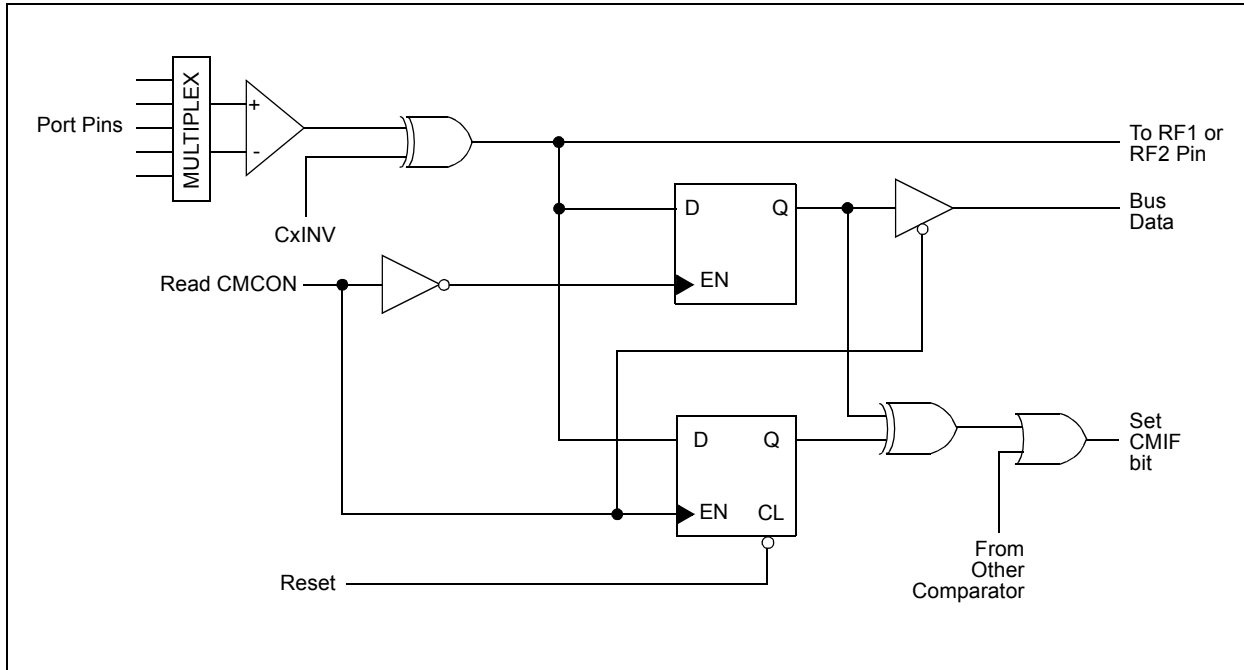 MULTIPLEX
Port Pins
+
-
CxINV
To RF1 or
RF2 Pin
D
Q
EN
Bus
Data
Read CMCON
D
Q
EN
CL
Set
CMIF
bit
From
Other
Comparator
Reset